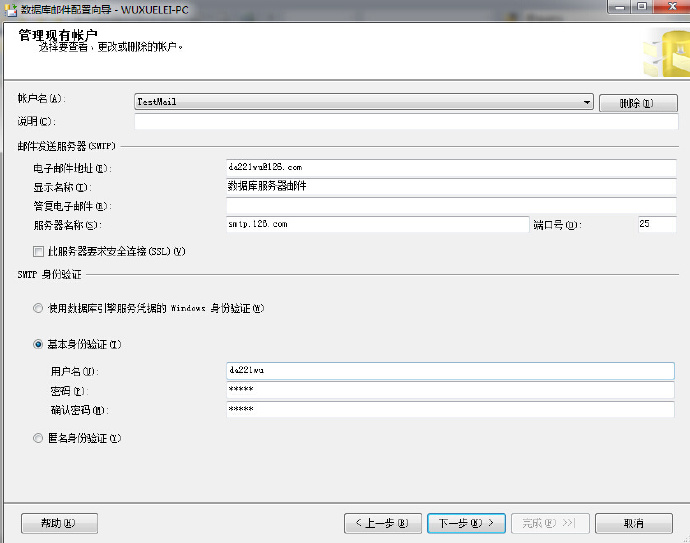 数据库邮件配置向导 - WUXUELEI-PC
管理现有帐户
选择要查看、更改或删除的帐户。
帐户名(A):
TestMail
删除(D)
说明(C):
邮件发送服务器(SMTP)
电子邮件地址(E):
da221wu@126.com
显示名称(I):
数据库服务器邮件
答复电子邮件(R):
服务器名称(S):
smtp.126.com
端口号(O):
25
此服务器要求安全连接(SSL)(V)
SMTP 身份验证
使用数据库引擎服务凭据的 Windows 身份验证(W)
基本身份验证(T)
用户名(U):
da221wu
密码(P):
*****
确认密码(M):
*****
匿名身份验证(Y)
帮助(H)
< 上一步(B)
下一步(N) >
完成(F) >>|
取消